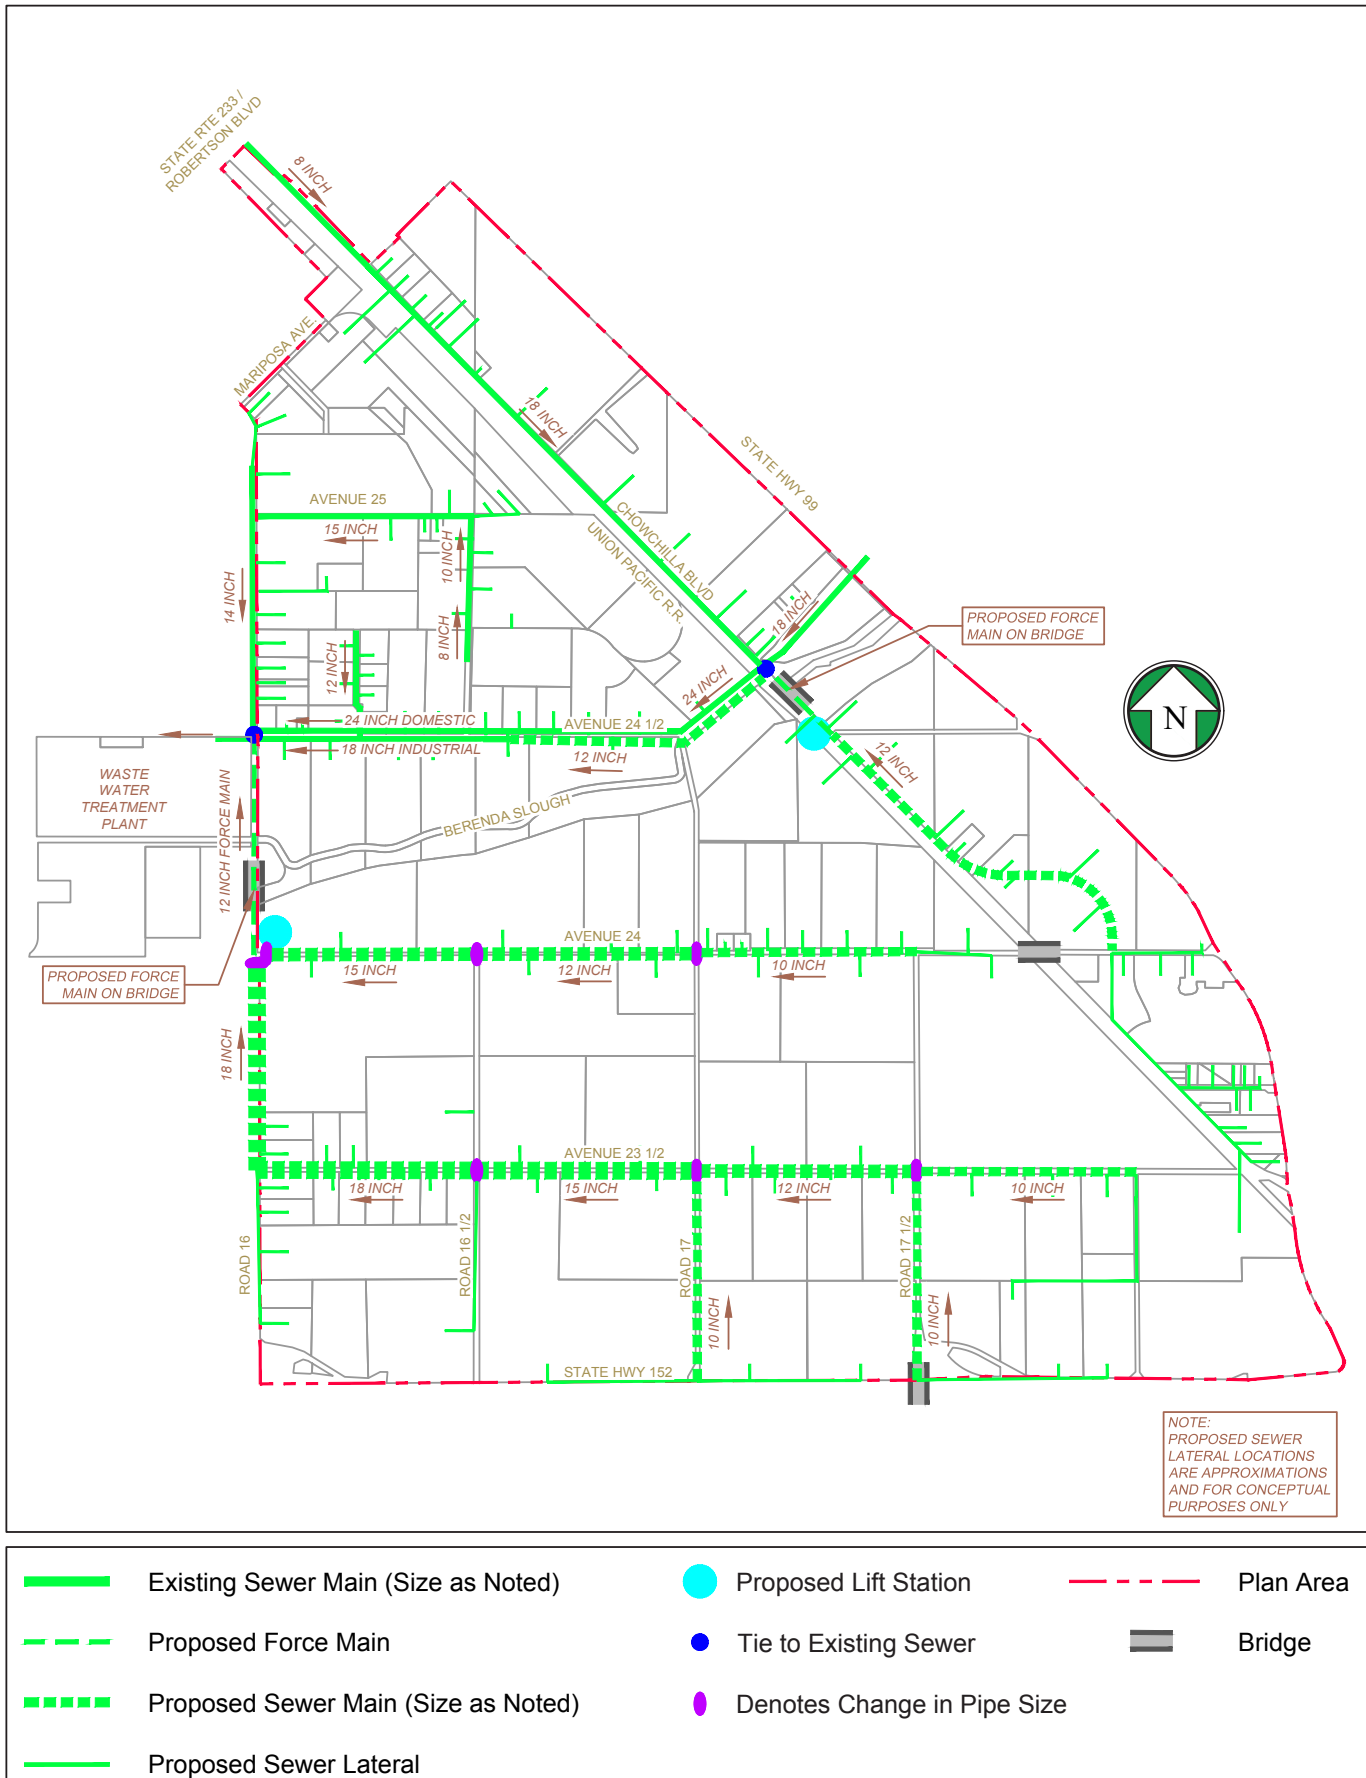 STATE RTE 233 /
ROBERTSON BLVD
8 INCH
MARIPOSA AVE.
18 INCH
STATE HWY 99
AVENUE 25
15 INCH
10 INCH
CHOWCHILLA BLVD
UNION PACIFIC R.R.
14 INCH
8 INCH
12 INCH
18 INCH
PROPOSED FORCE
MAIN ON BRIDGE
24 INCH
24 INCH DOMESTIC
AVENUE 24 1/2
18 INCH INDUSTRIAL
12 INCH
12 INCH
N
WASTE
WATER
TREATMENT
PLANT
12 INCH FORCE MAIN
BERENDA SLOUGH
AVENUE 24
15 INCH
12 INCH
10 INCH
PROPOSED FORCE
MAIN ON BRIDGE
18 INCH
AVENUE 23 1/2
18 INCH
15 INCH
12 INCH
10 INCH
ROAD 16
ROAD 16 1/2
ROAD 17
ROAD 17 1/2
10 INCH
10 INCH
STATE HWY 152
NOTE:
PROPOSED SEWER
LATERAL LOCATIONS
ARE APPROXIMATIONS
AND FOR CONCEPTUAL
PURPOSES ONLY
Existing Sewer Main (Size as Noted)
Proposed Lift Station
Plan Area
Proposed Force Main
Tie to Existing Sewer
Bridge
Proposed Sewer Main (Size as Noted)
Denotes Change in Pipe Size
Proposed Sewer Lateral